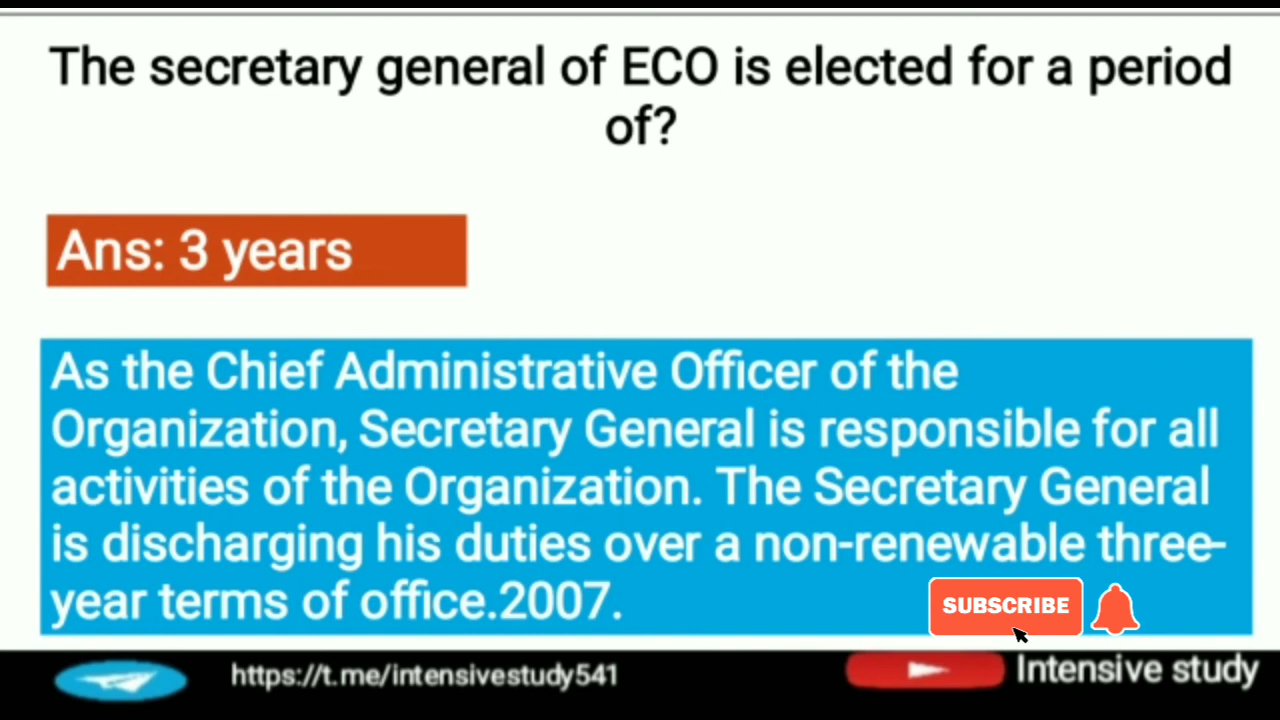 The secretary general of ECO is elected for a period
of?
Ans: 3 years
As the Chief Administrative Officer of the
Organization, Secretary General is responsible for all
activities of the Organization. The Secretary General
is discharging his duties over a non-renewable three-
year terms of office.2007.
SUBSCRIBE
https://t.me/intensivestudy541
Intensive study